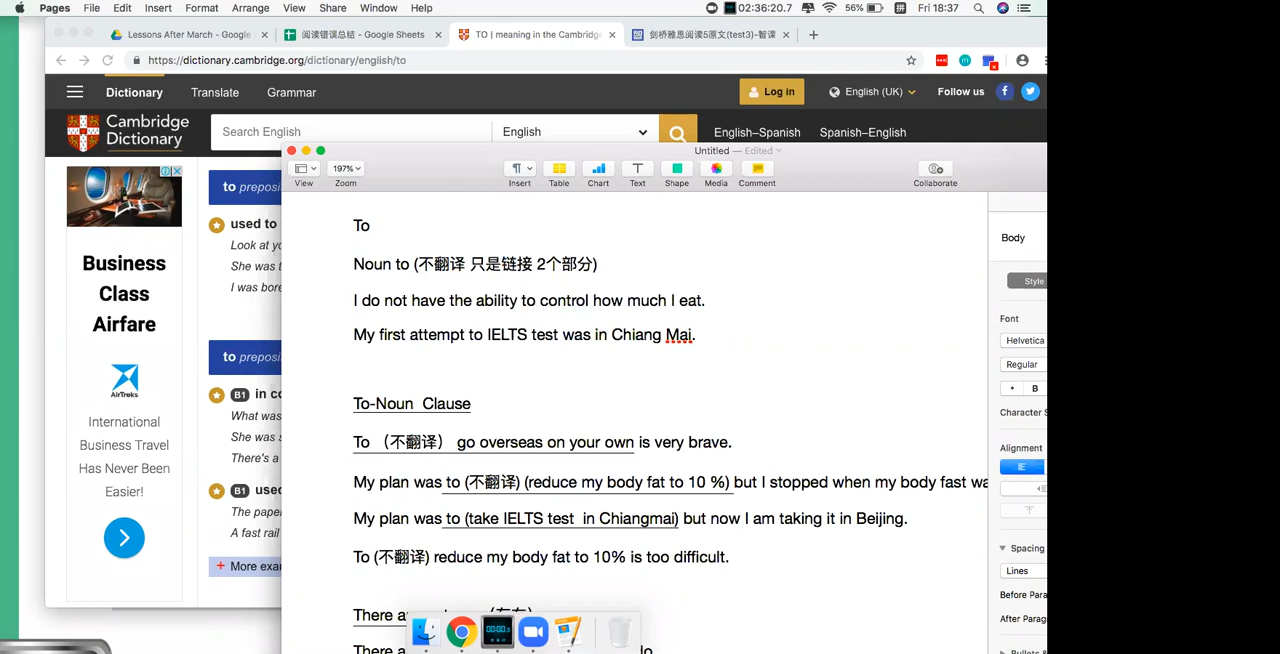 Pages File Edit Insert Format Arrange View Share Window Help 02:36:20.7 56% 拼 Fri 18:37
Lessons After March - Google 阅读错误总结 - Google Sheets TO | meaning in the Cambridge 剑桥雅思阅读5原文(test3)-智课
https://dictionary.cambridge.org/dictionary/english/to
Dictionary Translate Grammar Log in English (UK) Follow us
Cambridge Dictionary Search English English English–Spanish Spanish–English
Untitled — Edited
197%
View Zoom Insert Table Chart Text Shape Media Comment Collaborate
Business
Class
Airfare
AirTreks
International
Business Travel
Has Never Been
Easier!
to
used to
Look at
She was
I was
to
B1 in
What was
She was
There's a
B1
The
A fast rail
+ More
To
Noun to (不翻译 只是链接 2个部分)
I do not have the ability to control how much I eat.
My first attempt to IELTS test was in Chiang Mai.
To-Noun Clause
To （不翻译） go overseas on your own is very brave.
My plan was to (不翻译) (reduce my body fat to 10 %) but I stopped when my body fast
My plan was to (take IELTS test in Chiangmai) but now I am taking it in Beijing.
To (不翻译) reduce my body fat to 10% is too difficult.
There
There
Body
Style
Font
Helvetica
Regular
B
Character
Alignment
Spacing
Lines
Before
After